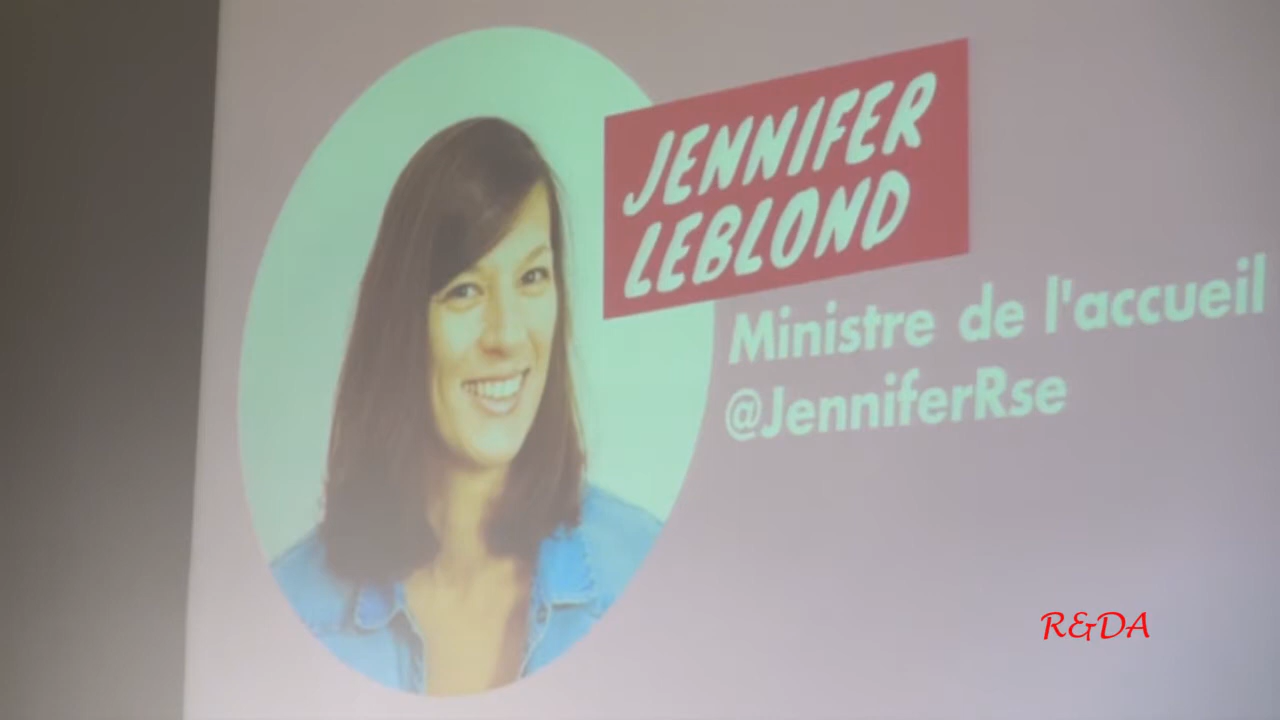 JENNIFER
LEBLOND
Ministre de l'accueil
@JenniferRse
R&DA